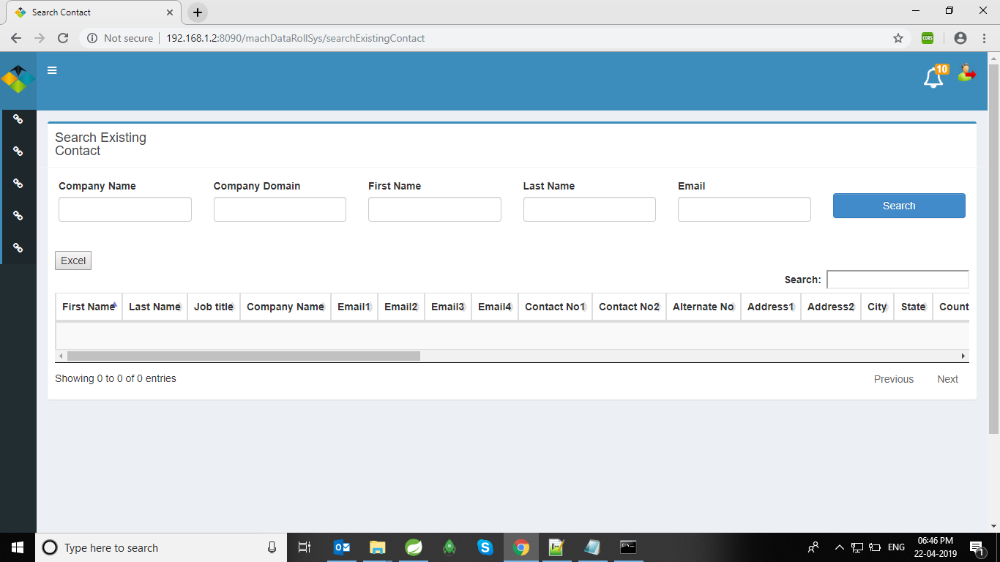 Search Contact
Not secure 192.168.1.2:8090/machDataRollSys/searchExistingContact
CORS
10
Search Existing
Contact
Company Name Company Domain First Name Last Name Email
Search
Excel
Search:
First Name Last Name Job title Company Name Email1 Email2 Email3 Email4 Contact No1 Contact No2 Alternate No Address1 Address2 City State Count
Showing 0 to 0 of 0 entries
Previous Next
Type here to search
ENG
06:46 PM
22-04-2019
1